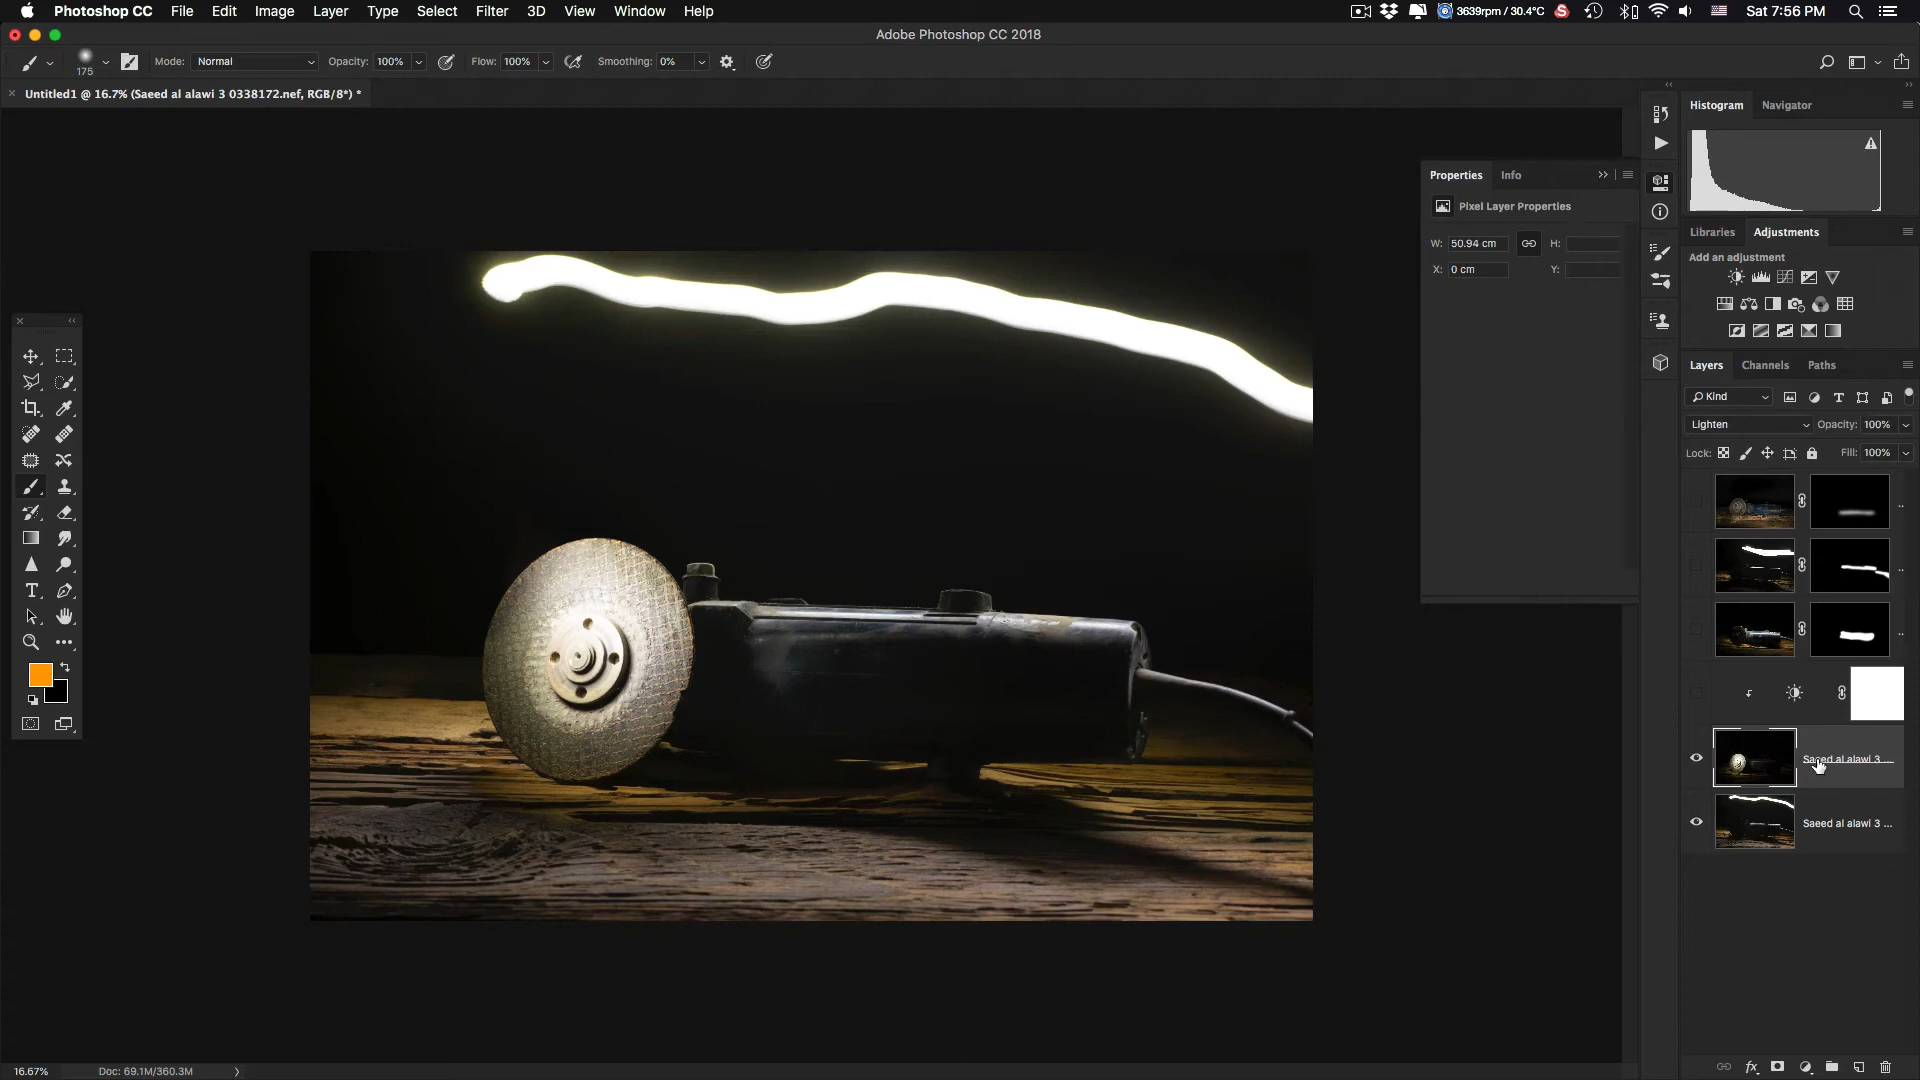 Photoshop CC File Edit Image Layer Type Select Filter 3D View Window Help 3639rpm / 30.4°C Sat 7:56 PM
Adobe Photoshop CC 2018
175 Mode: Normal Opacity: 100% Flow: 100% Smoothing: 0%
Untitled1 @ 16.7% (Saeed al alawi 3 0338172.nef, RGB/8*) *
Histogram Navigator
Properties Info
Pixel Layer Properties
W: 50.94 cm H:
X: 0 cm Y:
Libraries Adjustments
Add an adjustment
Layers Channels Paths
Kind
Lighten Opacity: 100%
Lock: Fill: 100%
Saeed al alawi 3 ...
Saeed al alawi 3 ...
16.67% Doc: 69.1M/360.3M